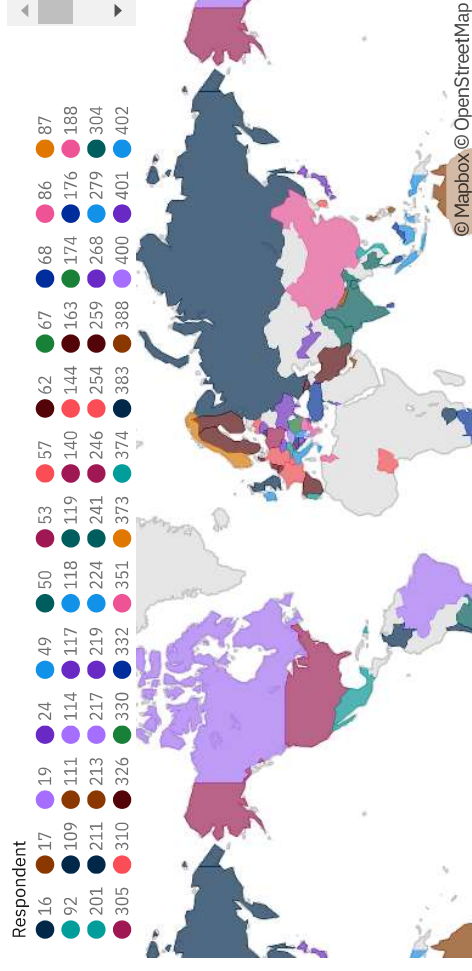 Respondent
16 17 19 24 49 50 53 57 62 67 68 86 87
92 109 111 114 117 118 119 140 144 163 174 176 188
201 211 213 217 219 224 241 246 254 259 268 279 304
305 310 326 330 332 351 373 374 383 388 400 401 402
© Mapbox © OpenStreetMap